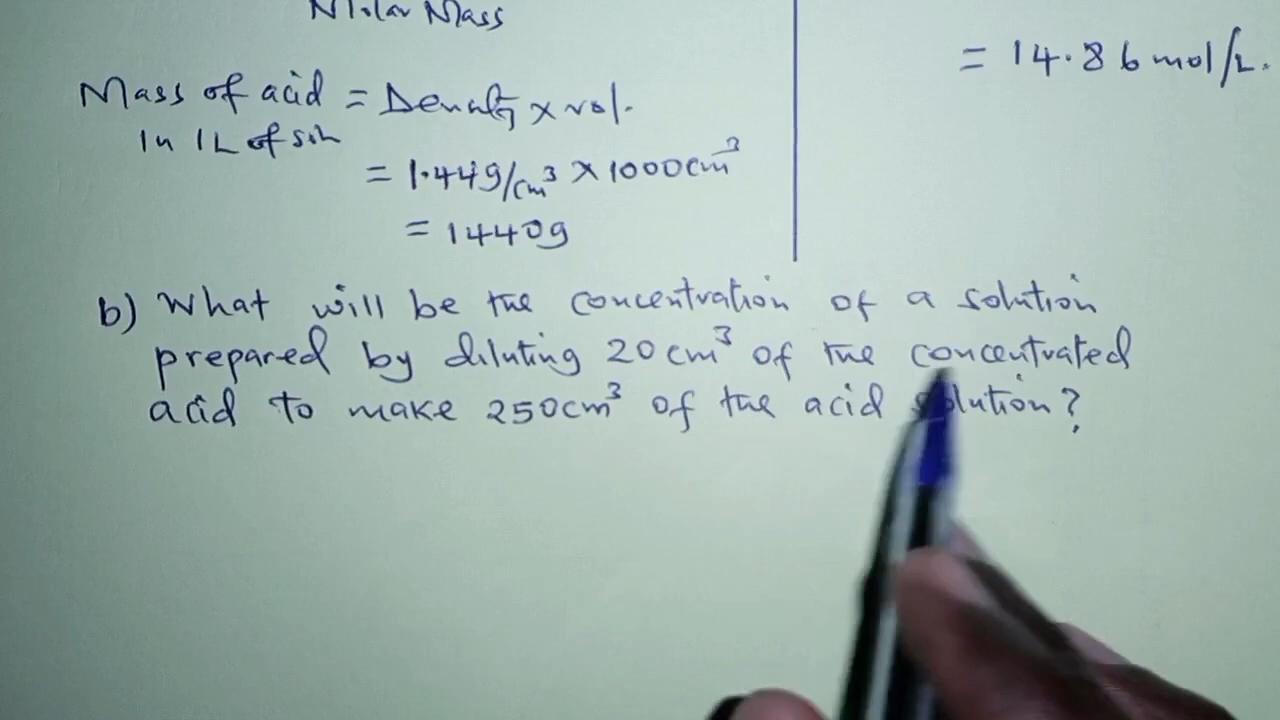 Molar Mass
= 14.86 mol/L.
Mass of acid = Density x vol.
In 1L of soln
= 1.44g/cm³ x 1000cm³
= 1440g
b) What will be the concentration of a solution
prepared by diluting 20cm³ of the concentrated
acid to make 250cm³ of the acid solution?